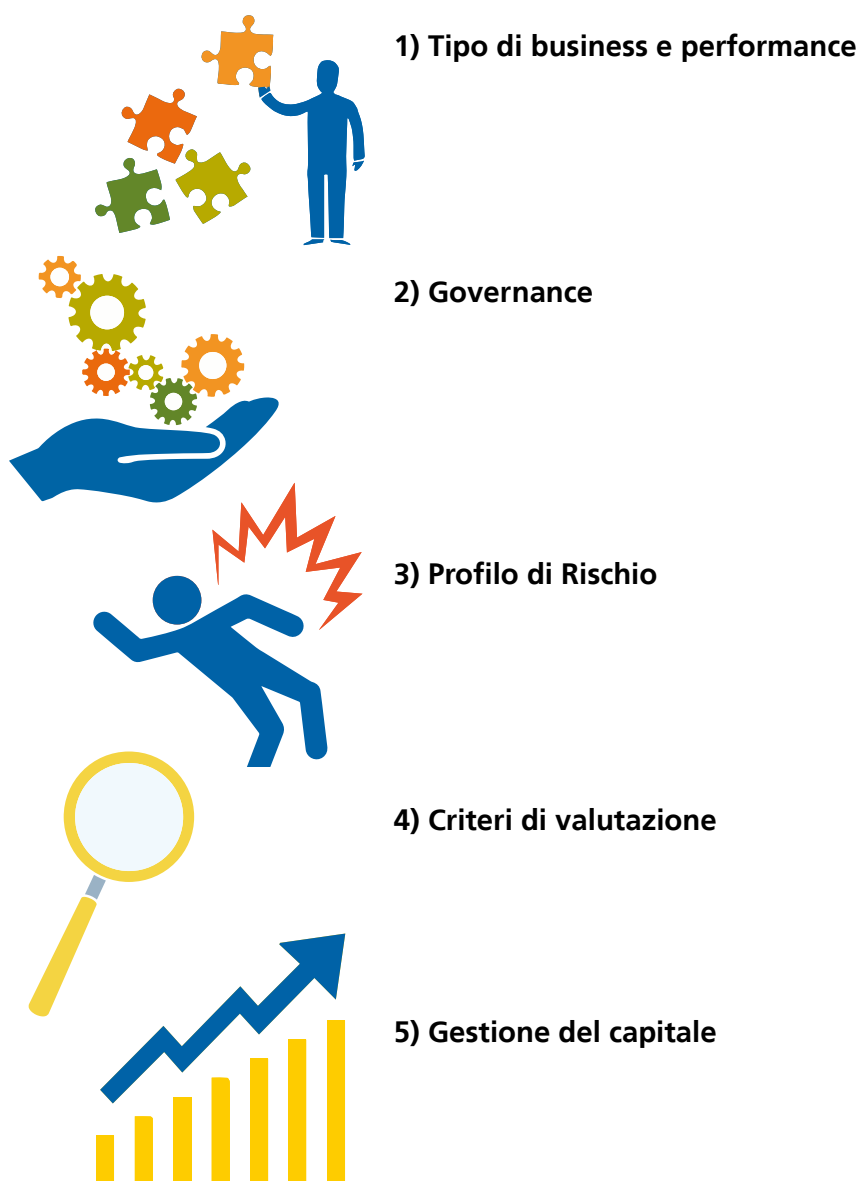 1) Tipo di business e performance
2) Governance
3) Profilo di Rischio
4) Criteri di valutazione
5) Gestione del capitale